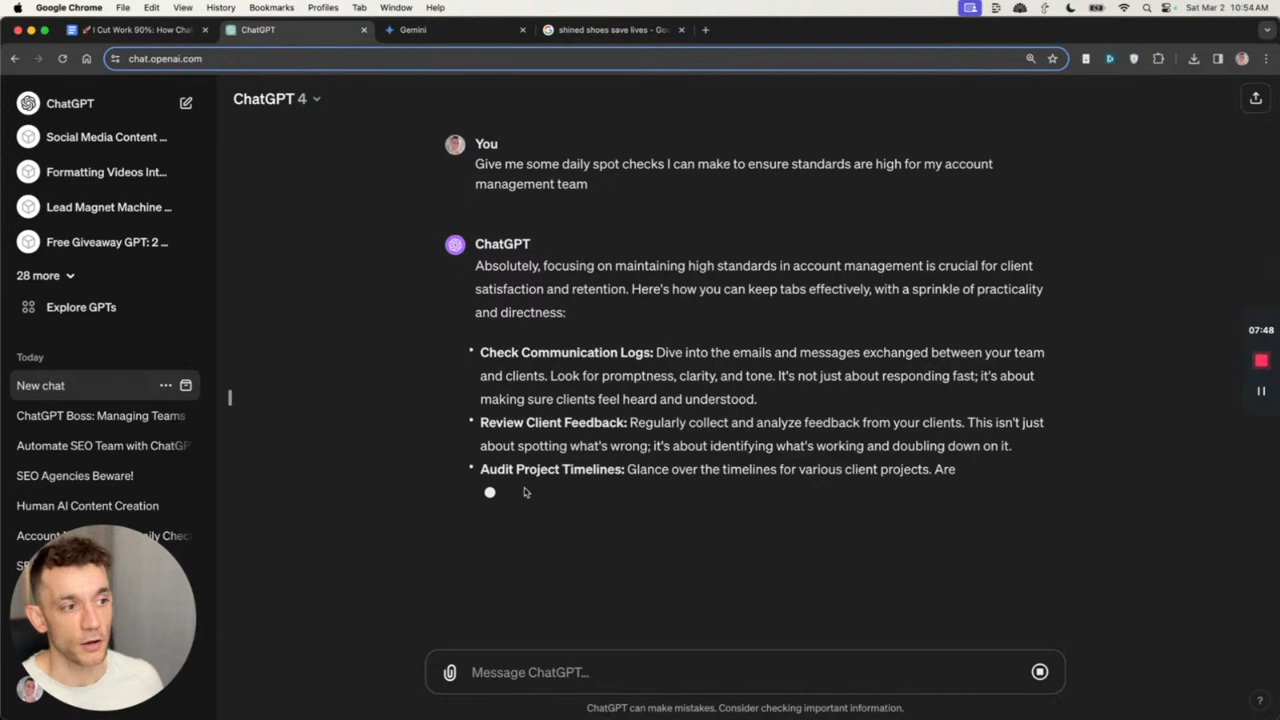 Google Chrome File Edit View History Bookmarks Profiles Tab Window Help Sat Mar 2 10:54AM
I Cut Work 90%: How Cha
ChatGPT
Gemini
shined shoes save lives - Goo
chat.openai.com
ChatGPT
Social Media Content ...
Formatting Videos Int...
Lead Magnet Machine ...
Free Giveaway GPT: 2 ...
28 more
Explore GPTs
Today
New chat
ChatGPT Boss: Managing Teams
Automate SEO Team with ChatGP
SEO Agencies Beware!
Human AI Content Creation
ChatGPT 4
You
Give me some daily spot checks I can make to ensure standards are high for my account
management team
ChatGPT
Absolutely, focusing on maintaining high standards in account management is crucial for client
satisfaction and retention. Here's how you can keep tabs effectively, with a sprinkle of practicality
and directness:
• Check Communication Logs: Dive into the emails and messages exchanged between your team
and clients. Look for promptness, clarity, and tone. It's not just about responding fast; it's about
making sure clients feel heard and understood.
• Review Client Feedback: Regularly collect and analyze feedback from your clients. This isn't just
about spotting what's wrong; it's about identifying what's working and doubling down on it.
• Audit Project Timelines: Glance over the timelines for various client projects. Are
07:48
Message ChatGPT...
ChatGPT can make mistakes. Consider checking important information.
?